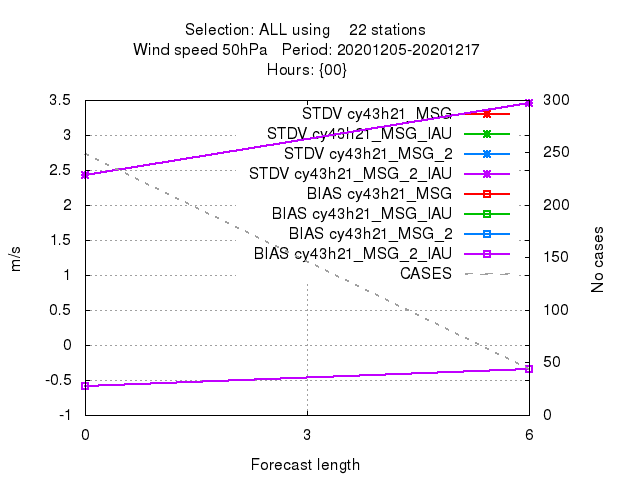 Selection: ALL using 22 stations
Wind speed 50hPa Period: 20201205-20201217
Hours: {00}
3.5
3
2.5
2
1.5
1
0.5
0
-0.5
-1
m/s
300
250
200
150
100
50
0
No cases
STDV cy43h21_MSG
STDV cy43h21_MSG_IAU
STDV cy43h21_MSG_2
STDV cy43h21_MSG_2_IAU
BIAS cy43h21_MSG
BIAS cy43h21_MSG_IAU
BIAS cy43h21_MSG_2
BIAS cy43h21_MSG_2_IAU
CASES
0 3 6
Forecast length